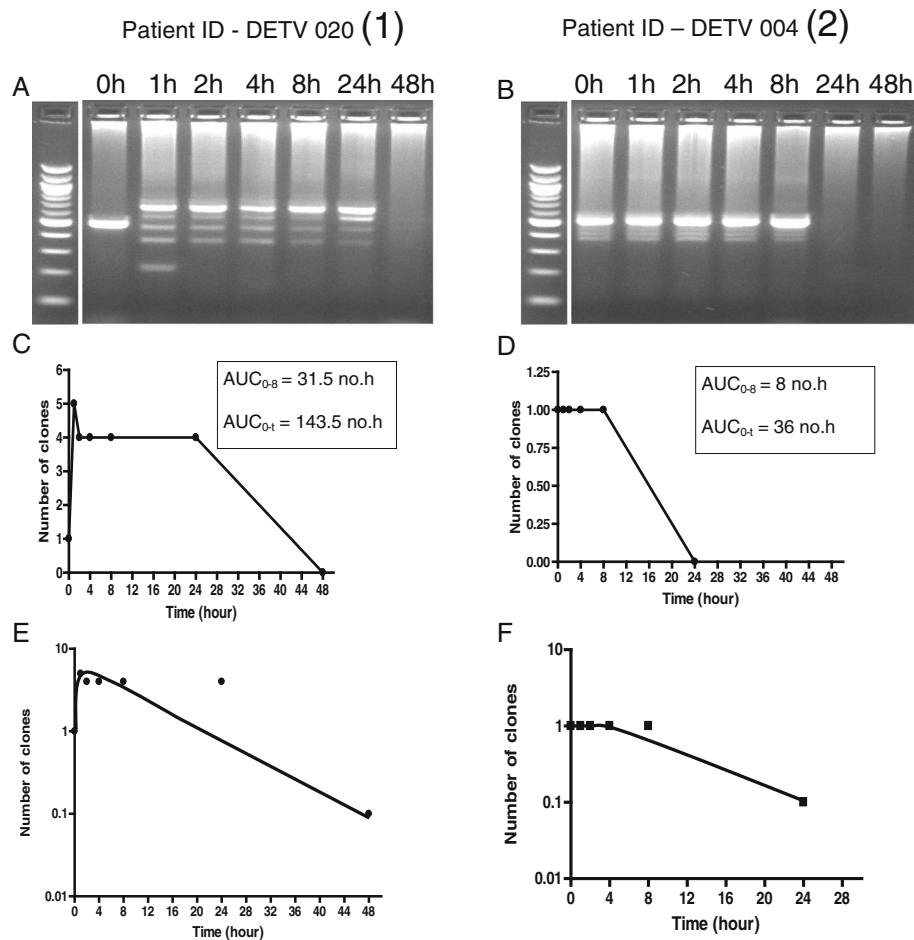 Patient ID - DETV 020 (1)
Patient ID – DETV 004 (2)
A
0h 1h 2h 4h 8h 24h 48h
B
0h 1h 2h 4h 8h 24h 48h
C
Number of clones
6
5
4
3
2
1
0
AUC0-8 = 31.5 no.h
AUC0-t = 143.5 no.h
0 4 8 12 16 20 24 28 32 36 40 44 48
Time (hour)
D
Number of clones
1.25
1.00
0.75
0.50
0.25
0.00
AUC0-8 = 8 no.h
AUC0-t = 36 no.h
0 4 8 12 16 20 24 28 32 36 40 44 48
Time (hour)
E
Number of clones
10
1
0.1
0.01
0 4 8 12 16 20 24 28 32 36 40 44 48
Time (hour)
F
Number of clones
10
1
0.1
0.01
0 4 8 12 16 20 24 28
Time (hour)